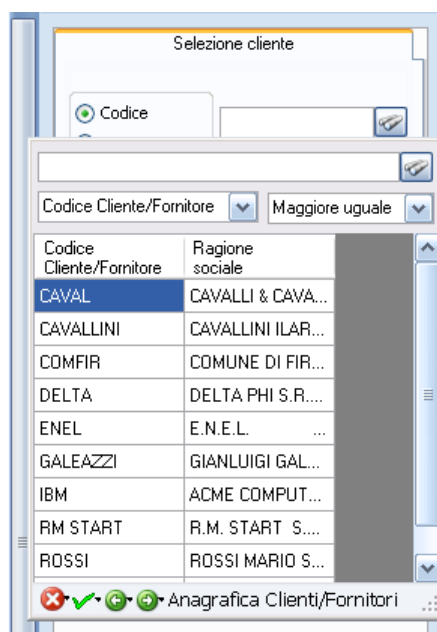 Selezione cliente
Codice
Codice Cliente/Fornitore Maggiore uguale
Codice Cliente/Fornitore Ragione sociale
CAVAL CAVALLI & CAVA...
CAVALLINI CAVALLINI ILAR...
COMFIR COMUNE DI FIR...
DELTA DELTA PHI S.R....
ENEL E.N.E.L. ...
GALEAZZI GIANLUIGI GAL...
IBM ACME COMPUT...
RM START R.M. START S....
ROSSI ROSSI MARIO S...
Anagrafica Clienti/Fornitori